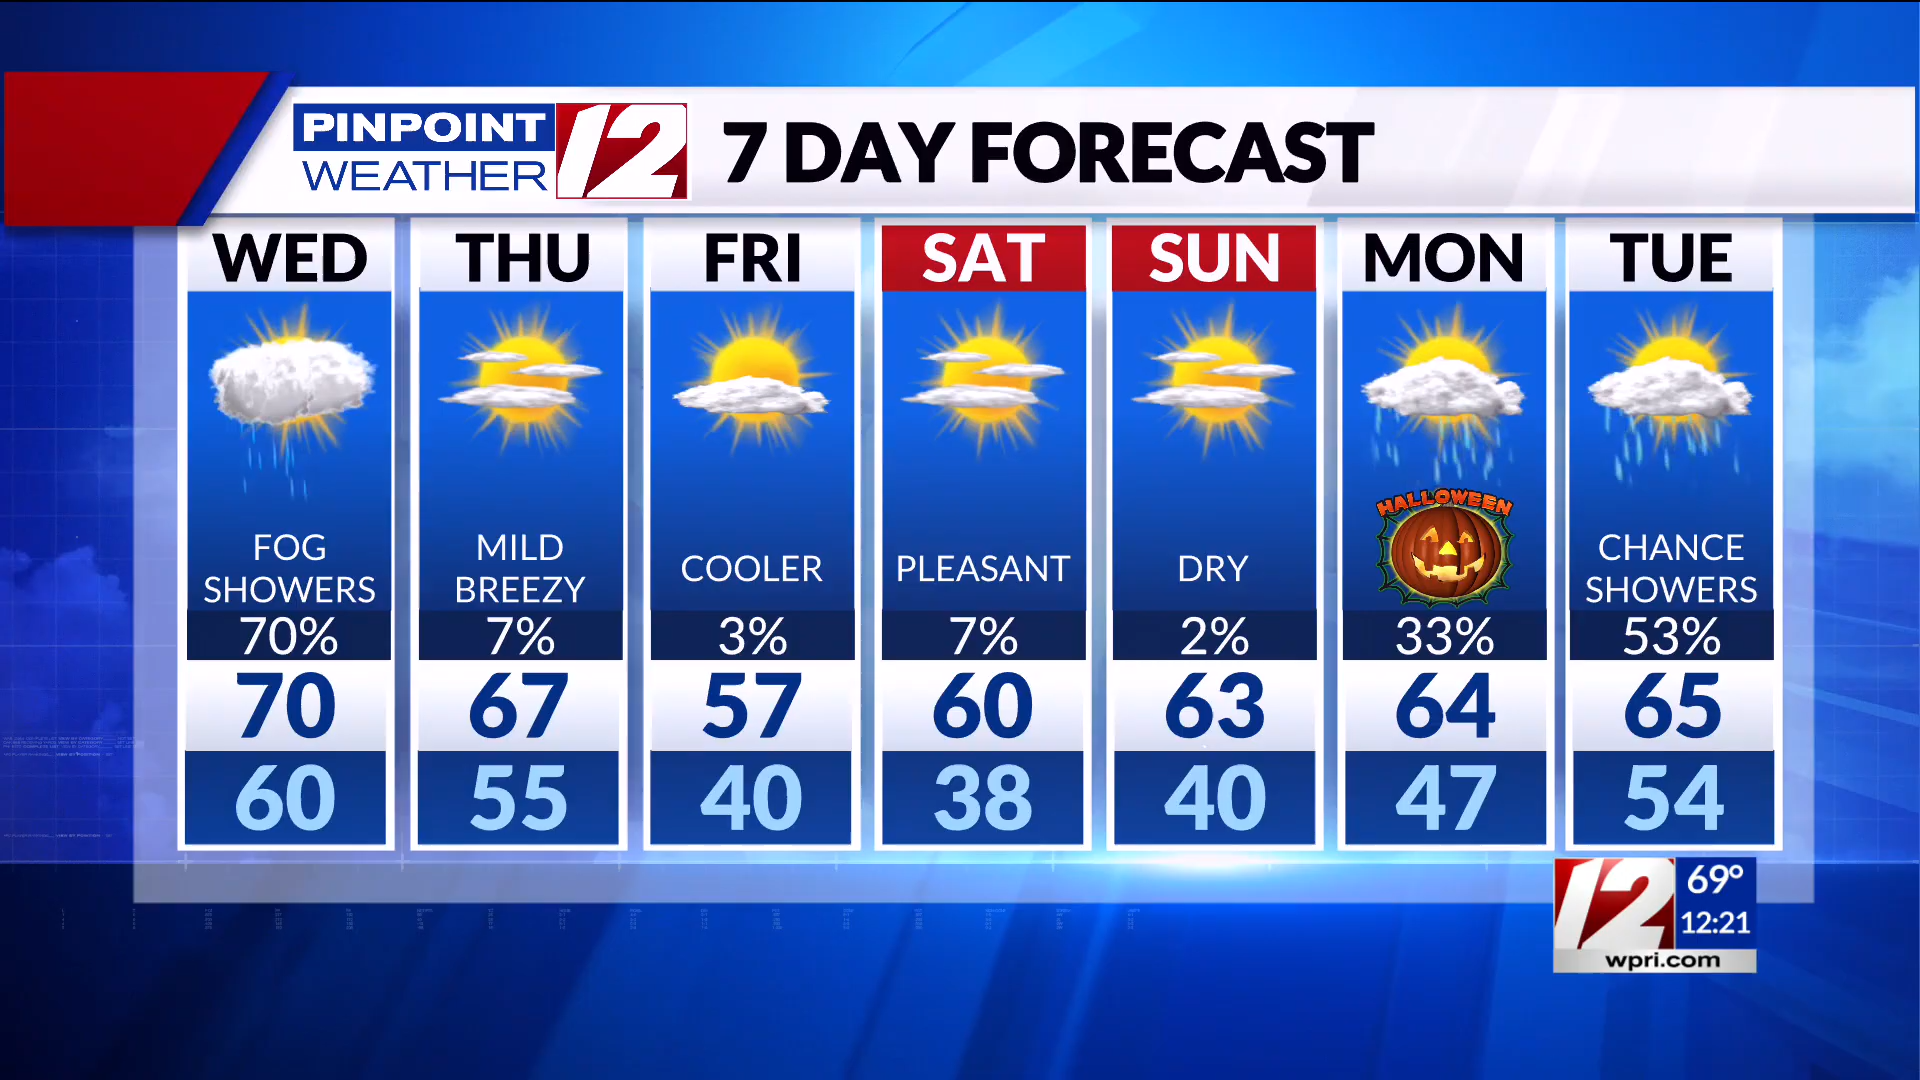 PINPOINT
WEATHER
12
7 DAY FORECAST
WED
THU
FRI
SAT
SUN
MON
TUE
FOG
SHOWERS
MILD
BREEZY
COOLER
PLEASANT
DRY
HALLOWEEN
CHANCE
SHOWERS
70%
7%
3%
7%
2%
33%
53%
70
67
57
60
63
64
65
60
55
40
38
40
47
54
12
69°
12:21
wpri.com